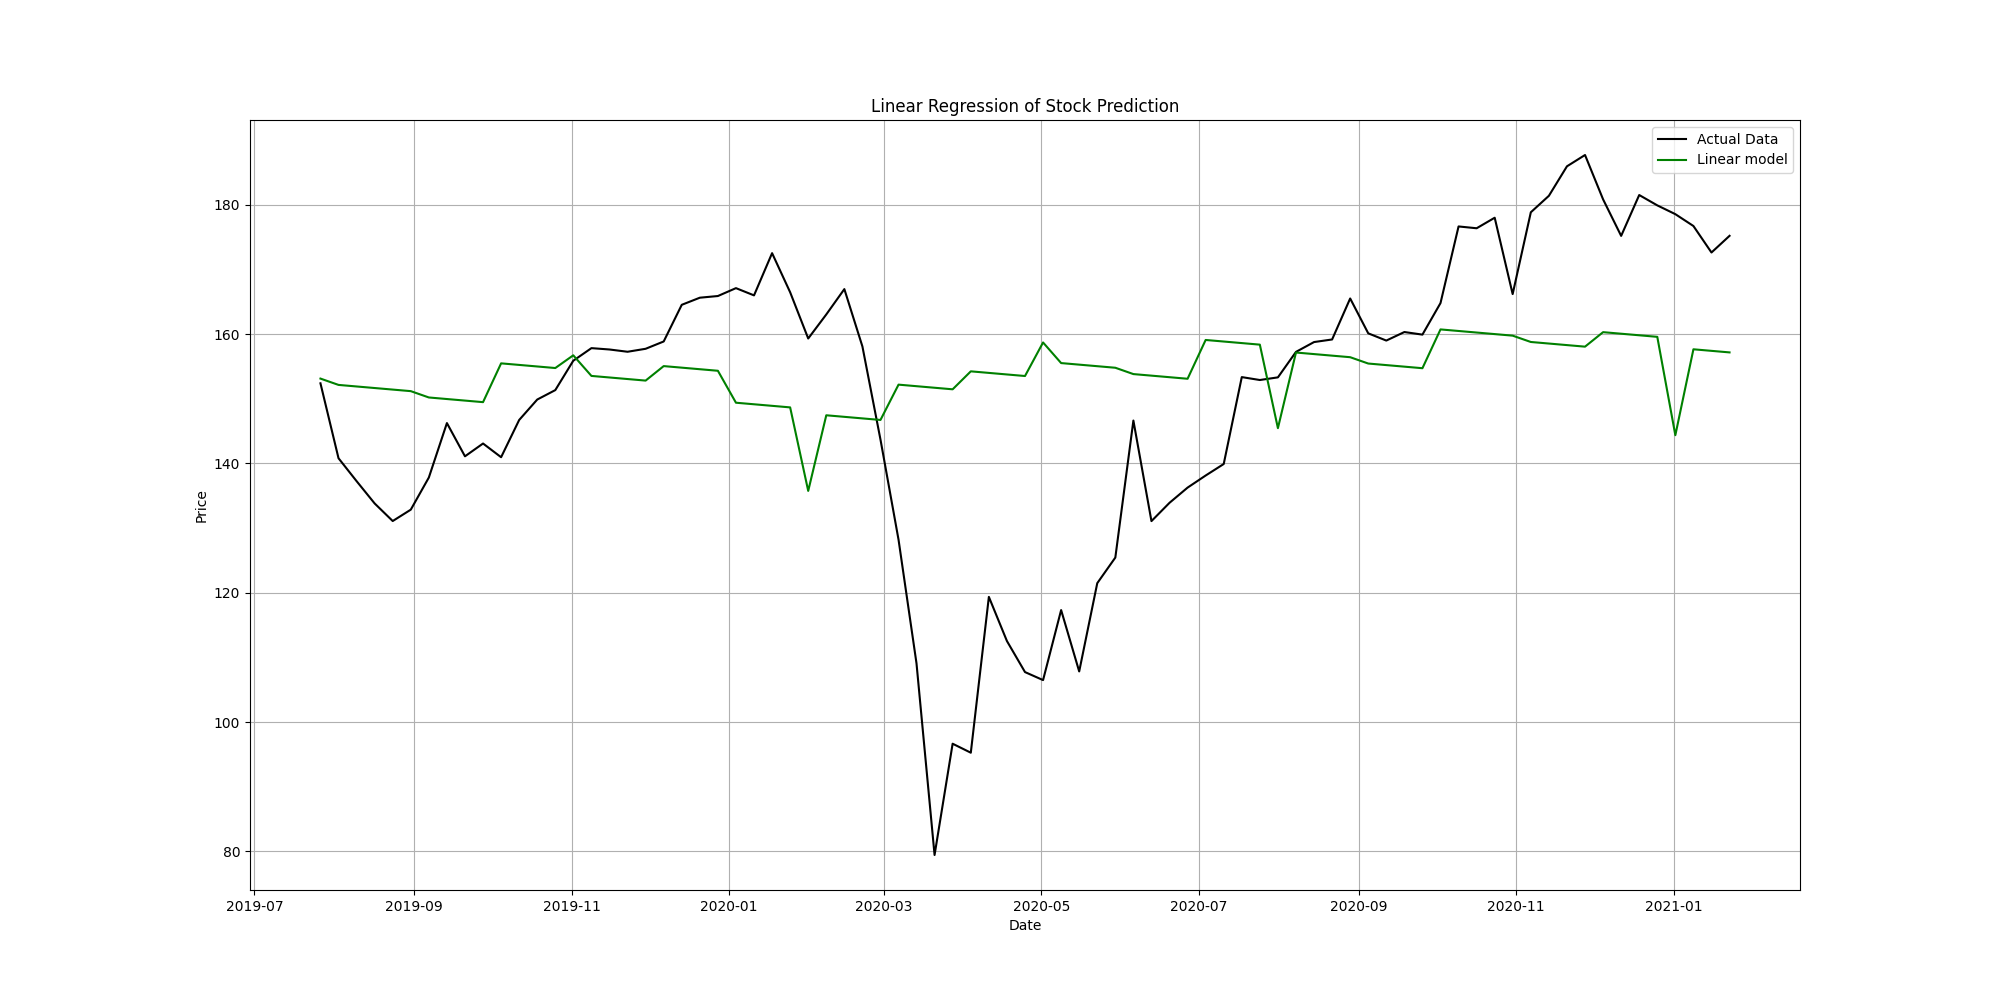 Linear Regression of Stock Prediction
Actual Data
Linear model
180
160
140
120
100
80
Price
2019-07 2019-09 2019-11 2020-01 2020-03 2020-05 2020-07 2020-09 2020-11 2021-01
Date